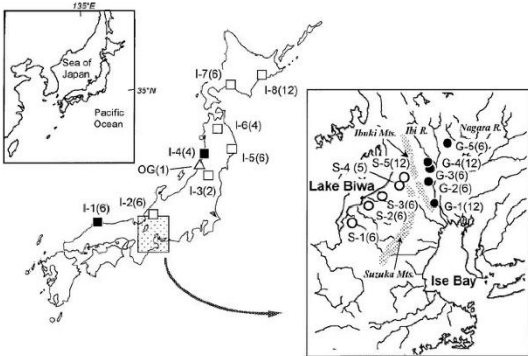 135°E
Sea of
Japan
35°N
Pacific
Ocean
I-7(6)
I-8(12)
I-6(4)
I-4(4)
I-5(6)
OG(1)
I-3(2)
I-1(6)
I-2(6)
Ibuki Mts.
Ibi R.
Nagara R.
G-5(6)
S-5(12)
G-4(12)
S-4 (5)
G-3(6)
Lake Biwa
G-2(6)
S-3(6)
G-1(12)
S-2(6)
S-1(6)
Suzuka Mts.
Ise Bay